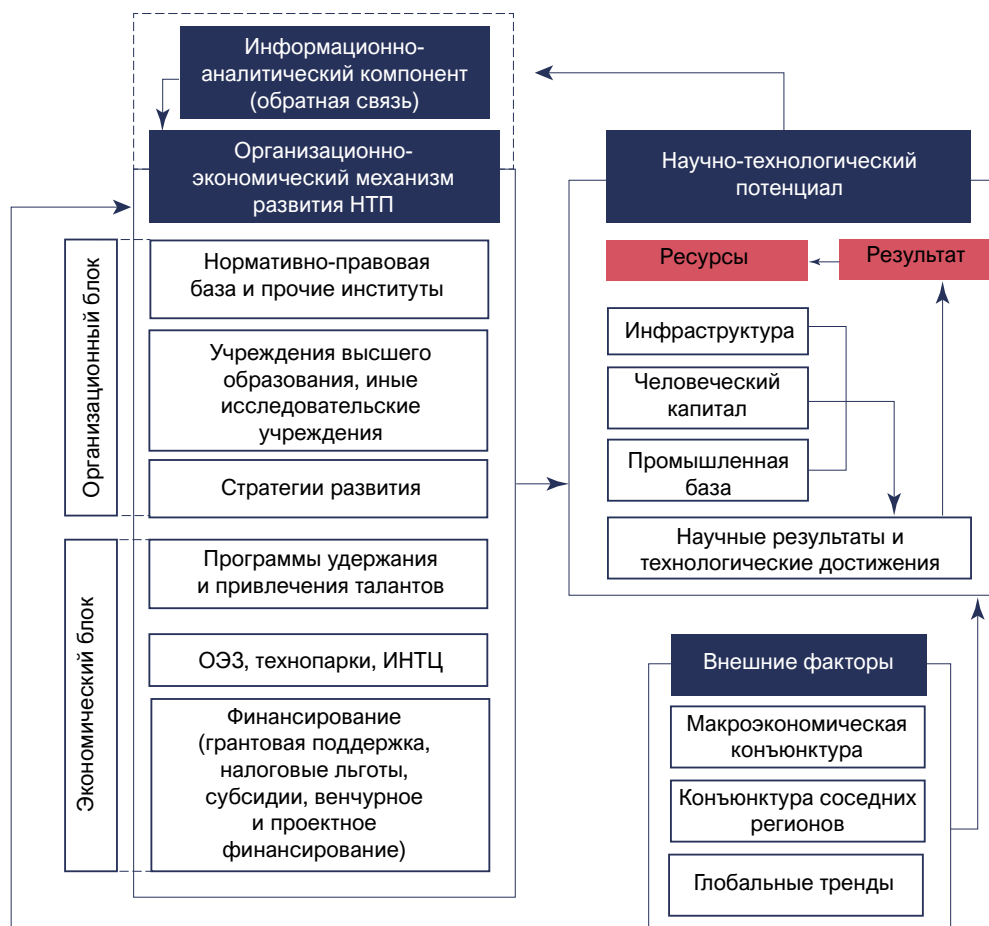 Информационно-
аналитический компонент
(обратная связь)
Организационно-
экономический механизм
развития НТП
Организационный блок
Нормативно-правовая
база и прочие институты
Учреждения высшего
образования, иные
исследовательские
учреждения
Стратегии развития
Экономический блок
Программы удержания
и привлечения талантов
ОЭЗ, технопарки, ИНТЦ
Финансирование
(грантовая поддержка,
налоговые льготы,
субсидии, венчурное
и проектное
финансирование)
Научно-технологический
потенциал
Ресурсы
Результат
Инфраструктура
Человеческий
капитал
Промышленная
база
Научные результаты и
технологические достижения
Внешние факторы
Макроэкономическая
конъюнктура
Конъюнктура соседних
регионов
Глобальные тренды